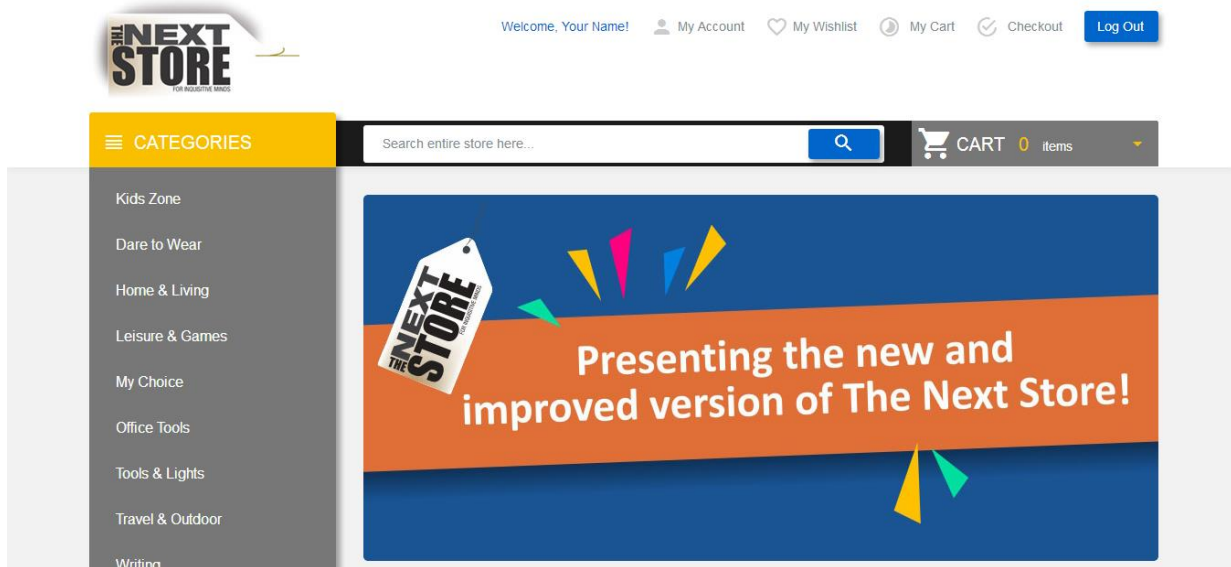 THE NEXT
STORE
FOR INQUISITIVE MINDS
Welcome, Your Name!
My Account
My Wishlist
My Cart
Checkout
Log Out
CATEGORIES
Search entire store here...
CART 0 items
Kids Zone
Dare to Wear
Home & Living
Leisure & Games
My Choice
Office Tools
Tools & Lights
Travel & Outdoor
Writing
THE NEXT
STORE
FOR INQUISITIVE MINDS
Presenting the new and
improved version of The Next Store!